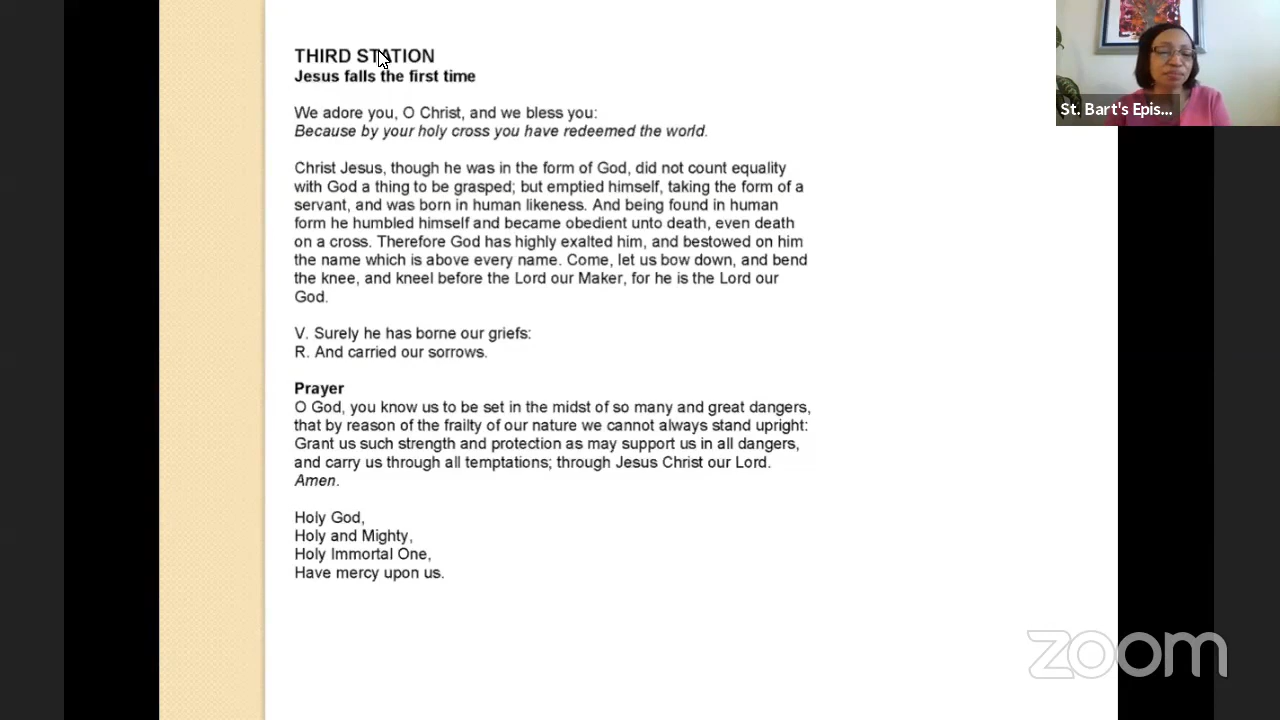 THIRD STATION
Jesus falls the first time
We adore you, O Christ, and we bless you:
Because by your holy cross you have redeemed the world.
Christ Jesus, though he was in the form of God, did not count equality
with God a thing to be grasped; but emptied himself, taking the form of a
servant, and was born in human likeness. And being found in human
form he humbled himself and became obedient unto death, even death
on a cross. Therefore God has highly exalted him, and bestowed on him
the name which is above every name. Come, let us bow down, and bend
the knee, and kneel before the Lord our Maker, for he is the Lord our
God.
V. Surely he has borne our griefs:
R. And carried our sorrows.
Prayer
O God, you know us to be set in the midst of so many and great dangers,
that by reason of the frailty of our nature we cannot always stand upright:
Grant us such strength and protection as may support us in all dangers,
and carry us through all temptations; through Jesus Christ our Lord.
Amen.
Holy God,
Holy and Mighty,
Holy Immortal One,
Have mercy upon us.
St. Bart's Epis...
zoom